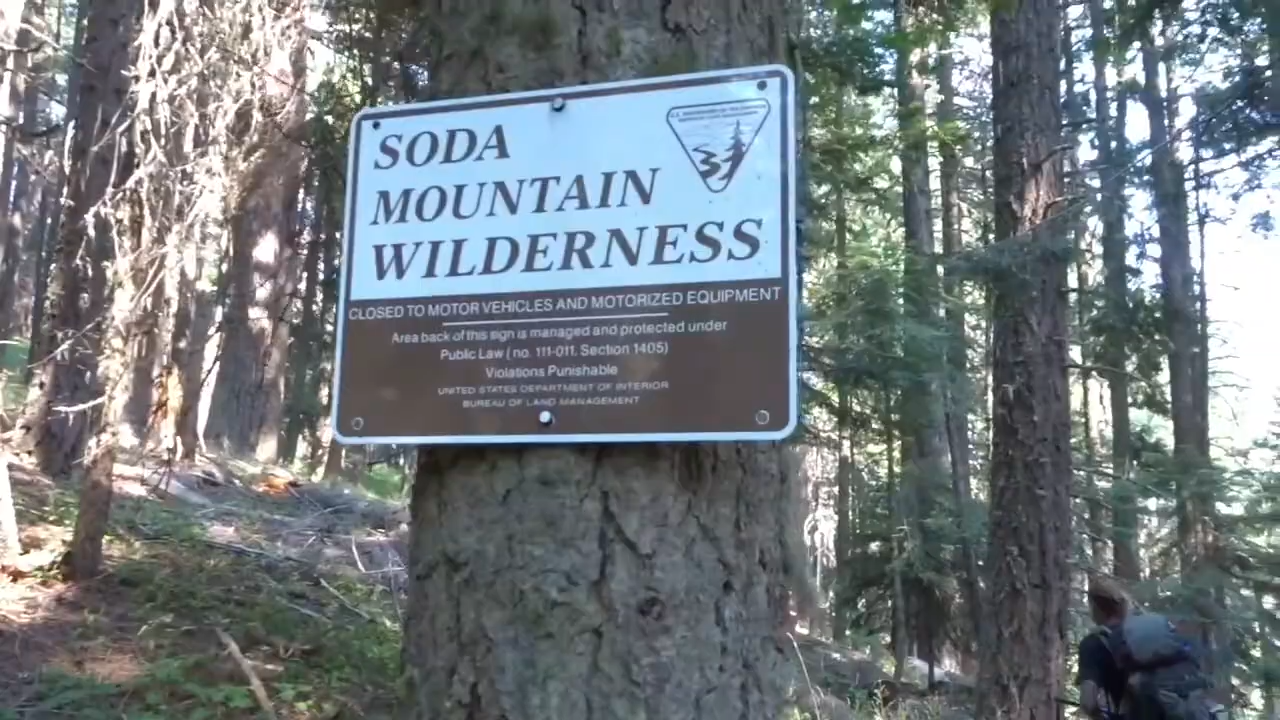 SODA
MOUNTAIN
WILDERNESS
CLOSED TO MOTOR VEHICLES AND MOTORIZED EQUIPMENT
Area back of this sign is managed and protected under
Public Law ( no. 111-011, Section 1405)
Violations Punishable
UNITED STATES DEPARTMENT OF INTERIOR
BUREAU OF LAND MANAGEMENT